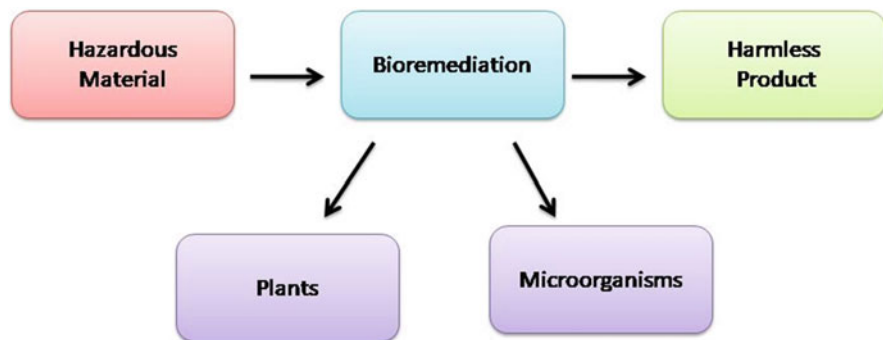 Hazardous
Material
Bioremediation
Harmless
Product
Plants
Microorganisms